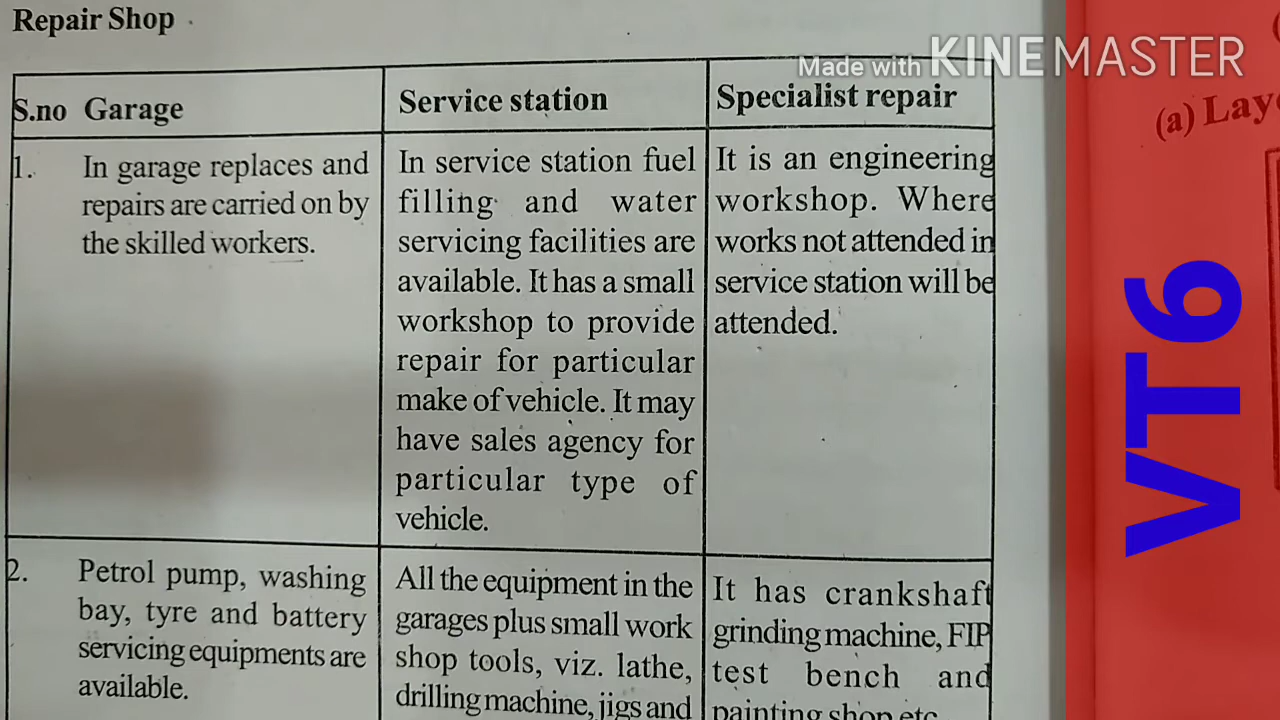 Repair Shop
Made with KINEMASTER
S.no Garage
Service station
Specialist repair
1. In garage replaces and
repairs are carried on by
the skilled workers.
In service station fuel
filling and water
servicing facilities are
available. It has a small
workshop to provide
repair for particular
make of vehicle. It may
have sales agency for
particular type of
vehicle.
It is an engineering
workshop. Where
works not attended in
service station will be
attended.
2. Petrol pump, washing
bay, tyre and battery
servicing equipments are
available.
All the equipment in the
garages plus small work
shop tools, viz. lathe,
drilling machine, jigs and
It has crankshaft
grinding machine, FIP
test bench and
painting shop etc
(a)
VT6